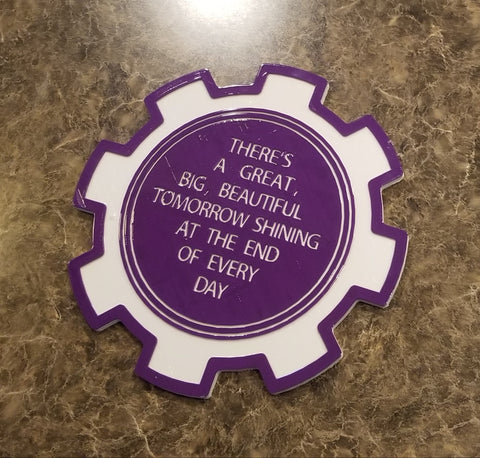 THERE'S
A GREAT,
BIG, BEAUTIFUL
TOMORROW SHINING
AT THE END
OF EVERY
DAY